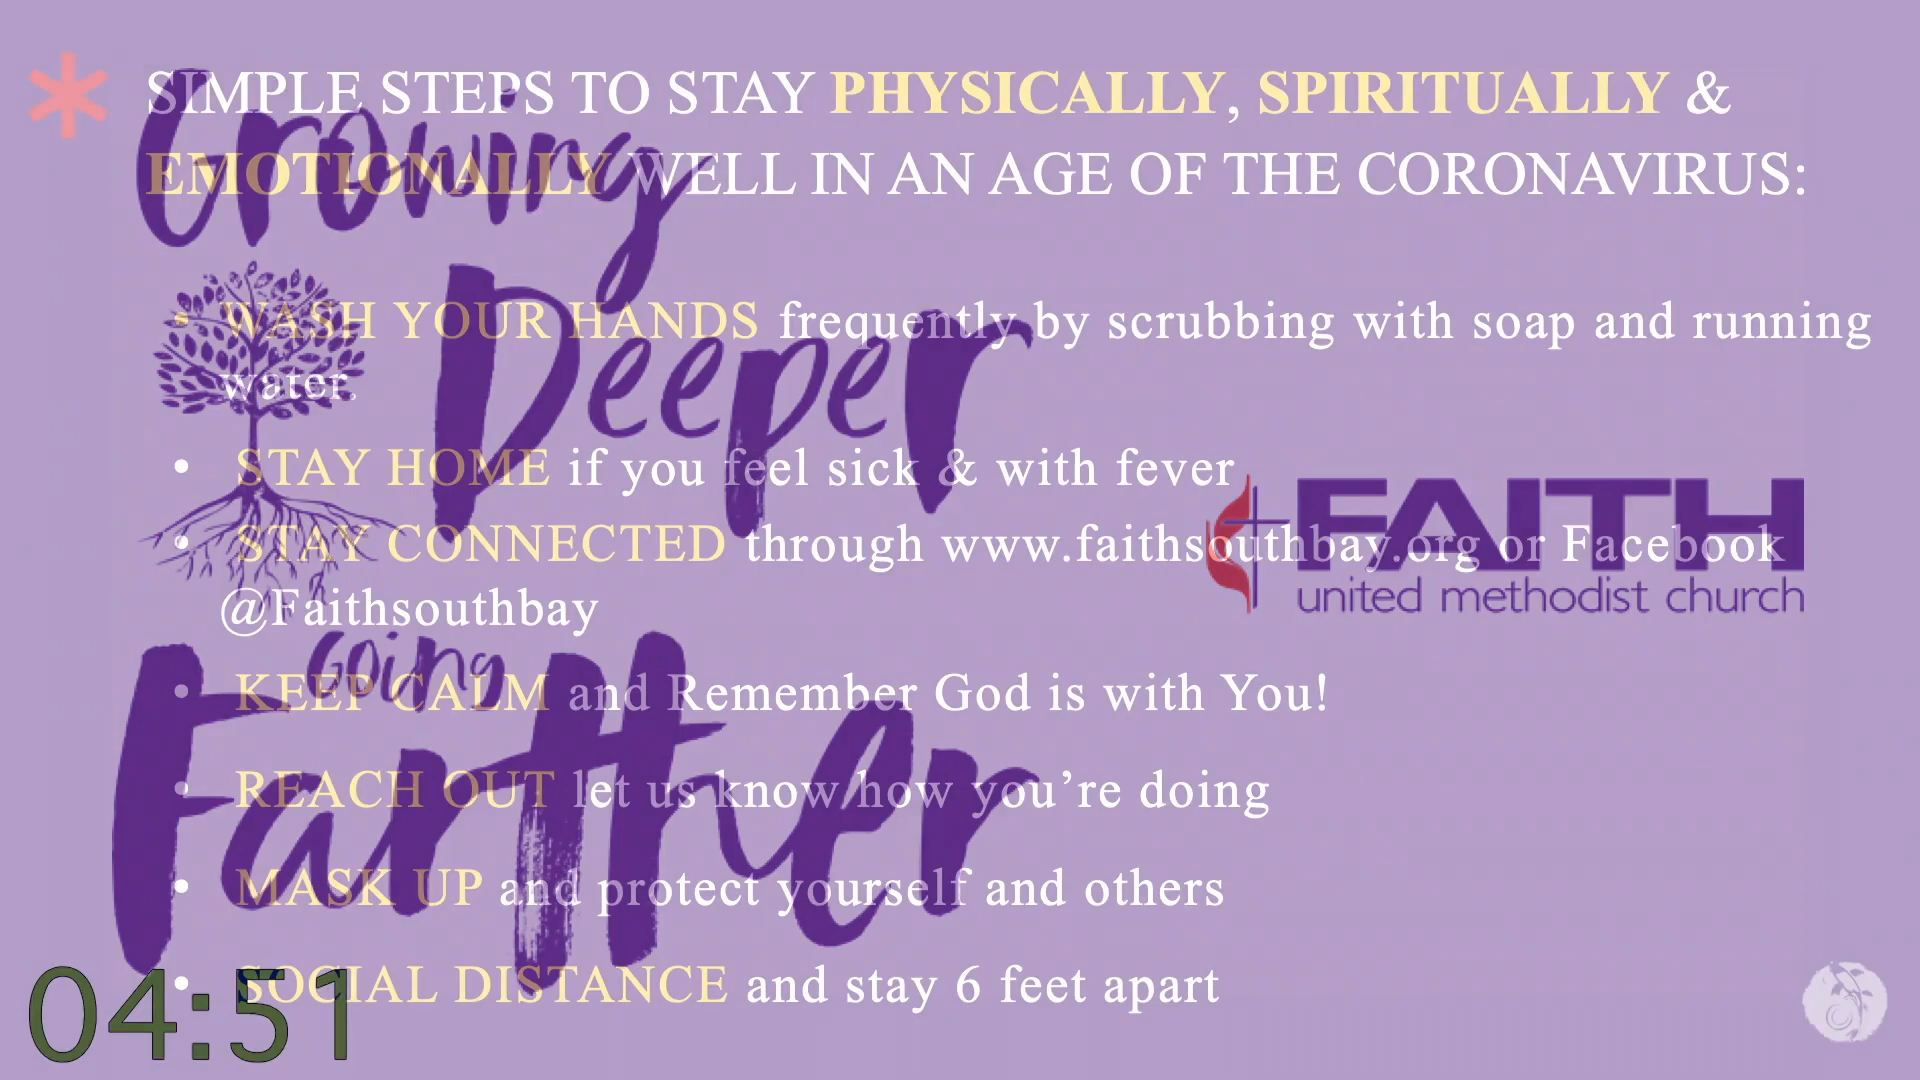 SIMPLE STEPS TO STAY PHYSICALLY, SPIRITUALLY &
EMOTIONALLY WELL IN AN AGE OF THE CORONAVIRUS:
• WASH YOUR HANDS frequently by scrubbing with soap and running
water.
• STAY HOME if you feel sick & with fever
• STAY CONNECTED through www.faithsouthbay.org or Facebook
@Faithsouthbay
• KEEP CALM and Remember God is with You!
• REACH OUT let us know how you’re doing
• MASK UP and protect yourself and others
• SOCIAL DISTANCE and stay 6 feet apart
Growing
Deeper
Going
Farther
FAITH
united methodist church
04:51